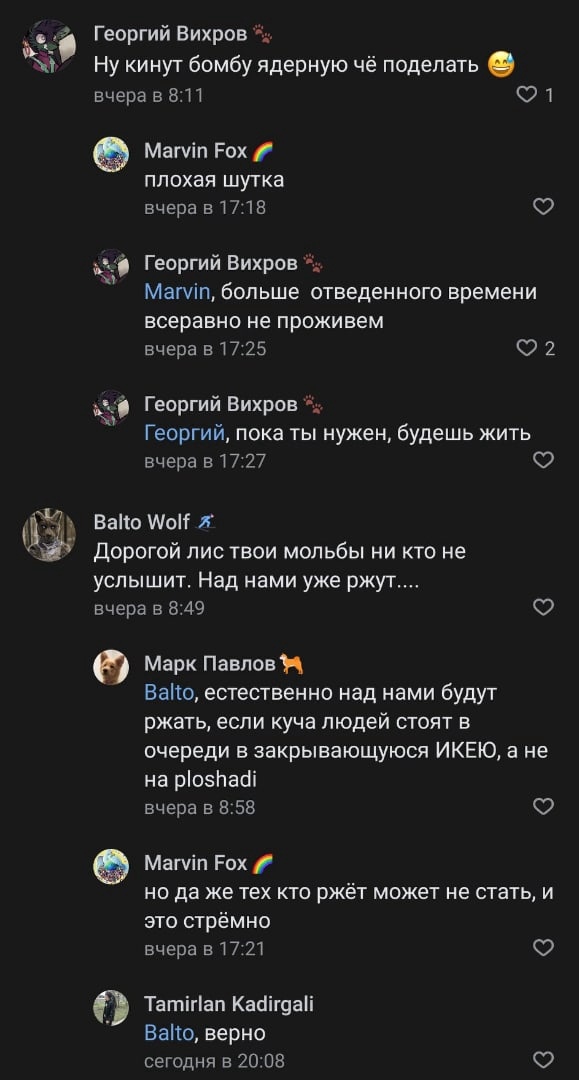 Георгий Вихров
Ну кинут бомбу ядерную чё поделать
вчера в 8:11
1
Marvin Fox
плохая шутка
вчера в 17:18
Георгий Вихров
Marvin, больше отведенного времени
всеравно не проживем
вчера в 17:25
2
Георгий Вихров
Георгий, пока ты нужен, будешь жить
вчера в 17:27
Balto Wolf
Дорогой лис твои мольбы ни кто не
услышит. Над нами уже ржут....
вчера в 8:49
Марк Павлов
Balto, естественно над нами будут
ржать, если куча людей стоят в
очереди в закрывающуюся ИКЕЮ, а не
на ploshadi
вчера в 8:58
Marvin Fox
но да же тех кто ржёт может не стать, и
это стрёмно
вчера в 17:21
Tamirlan Kadirgali
Balto, верно
сегодня в 20:08